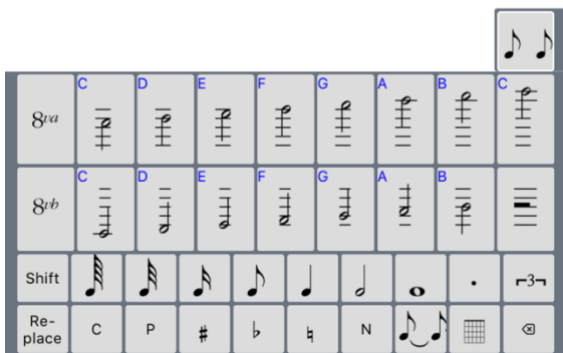 C D E F G A B C
8va
C D E F G A B
8vb
Shift
3
Re-
place C P N